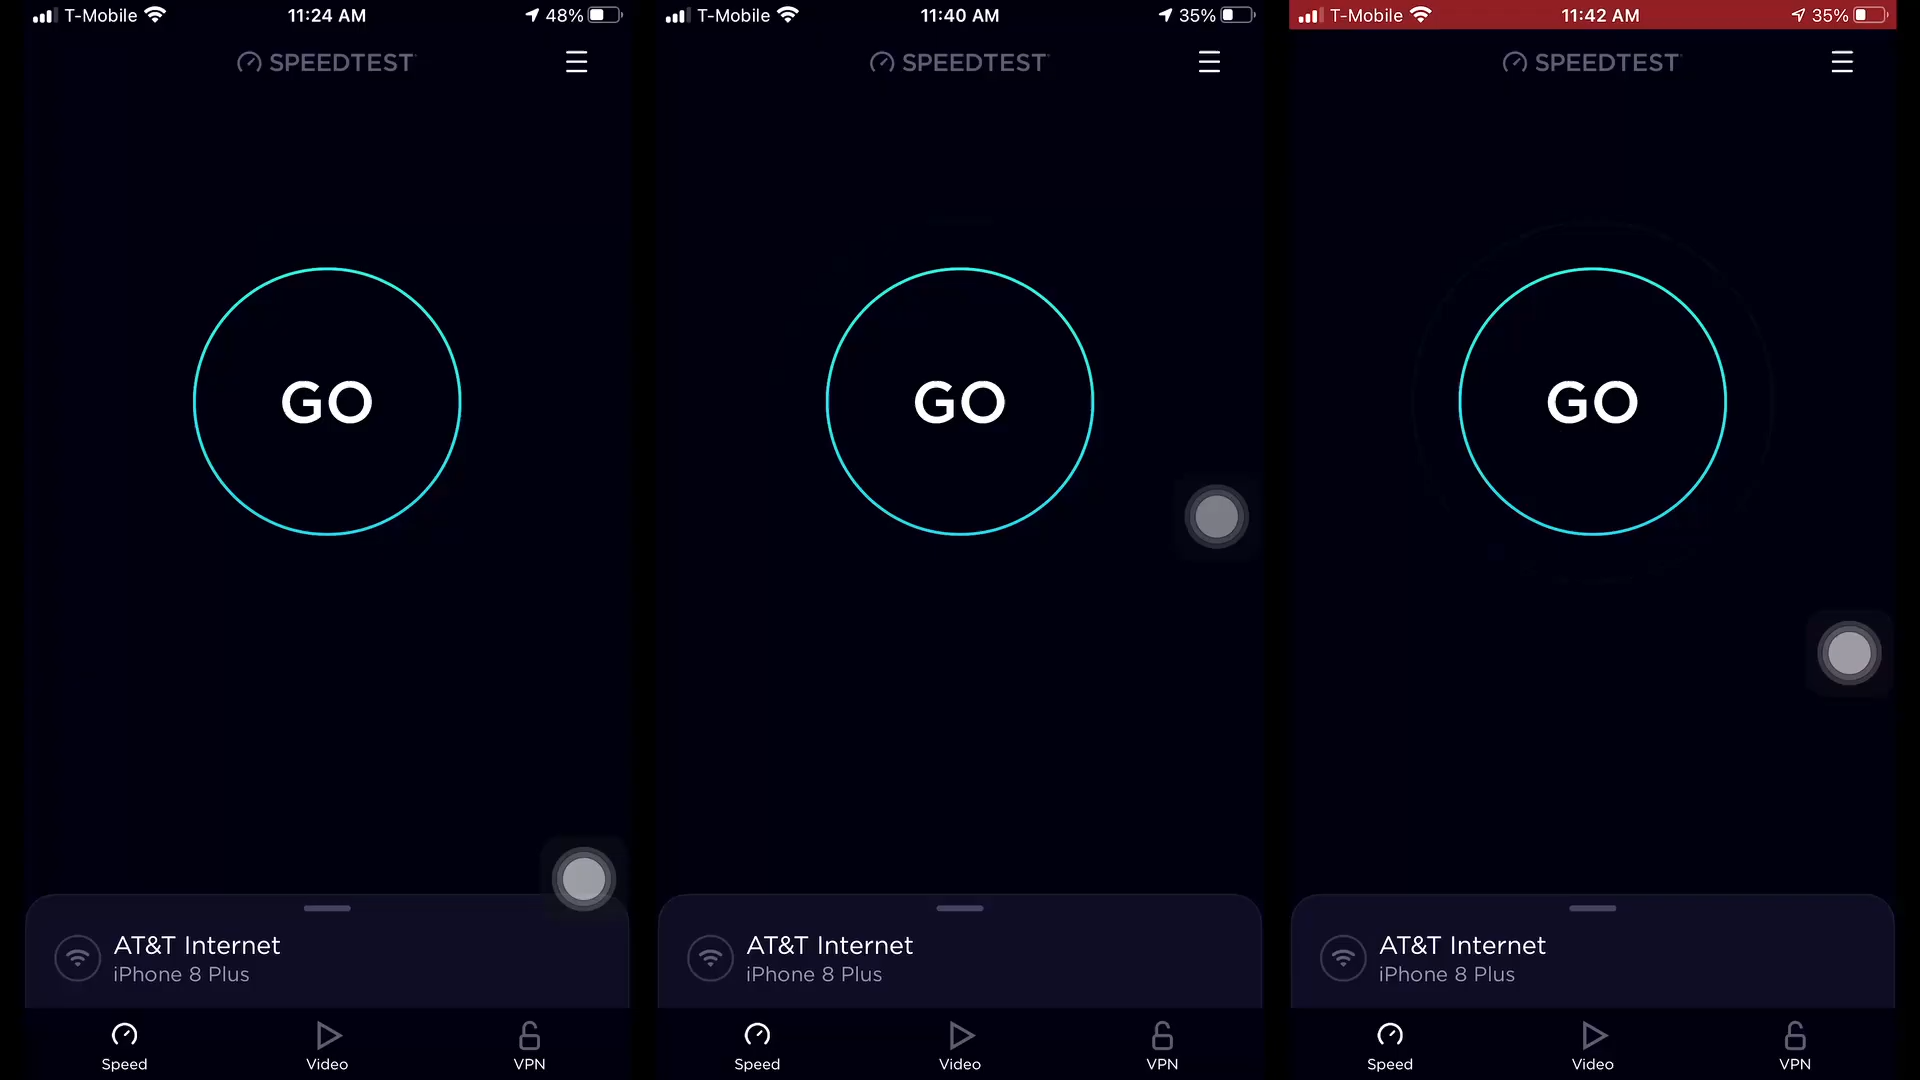 T-Mobile 11:24 AM 48%
SPEEDTEST
GO
AT&T Internet
iPhone 8 Plus
Speed Video VPN
T-Mobile 11:40 AM 35%
SPEEDTEST
GO
AT&T Internet
iPhone 8 Plus
Speed Video VPN
T-Mobile 11:42 AM 35%
SPEEDTEST
GO
AT&T Internet
iPhone 8 Plus
Speed Video VPN